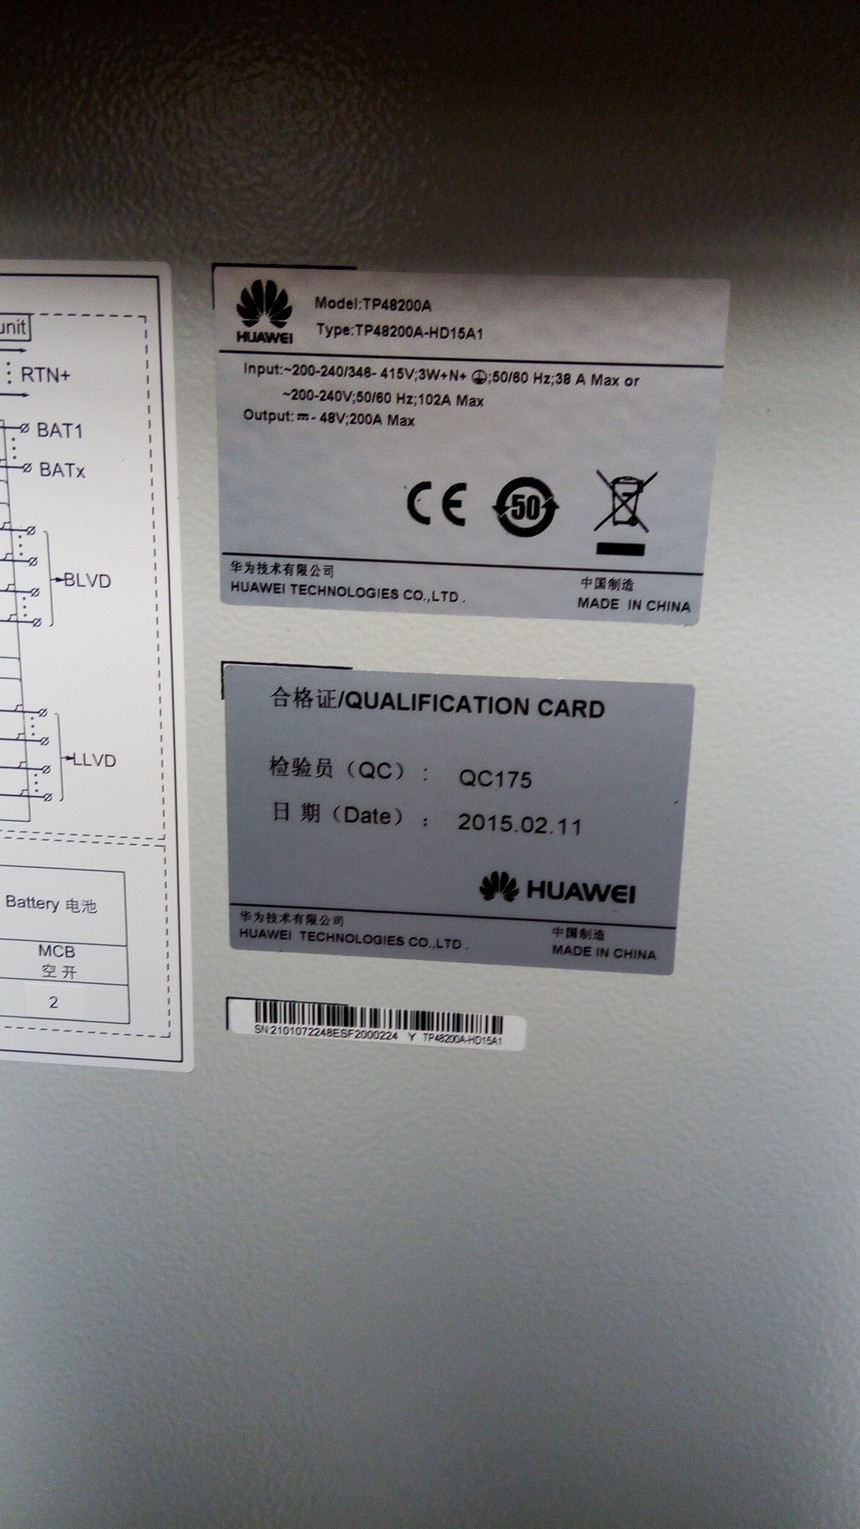 unit
RTN+
BAT1
BATx
BLVD
LLVD
Battery 电池
MCB
空开
2
HUAWEI
Model:TP48200A
Type:TP48200A-HD15A1
Input:~200-240/346- 415V;3W+N+ ;50/60 Hz;38 A Max or
~200-240V;50/60 Hz;102A Max
Output:⎓- 48V;200A Max
CE 50
华为技术有限公司
HUAWEI TECHNOLOGIES CO.,LTD.
中国制造
MADE IN CHINA
合格证/QUALIFICATION CARD
检验员(QC): QC175
日期(Date): 2015.02.11
HUAWEI
华为技术有限公司
HUAWEI TECHNOLOGIES CO.,LTD.
中国制造
MADE IN CHINA
SN:2101072248ESF2000224 Y TP48200A-HD15A1